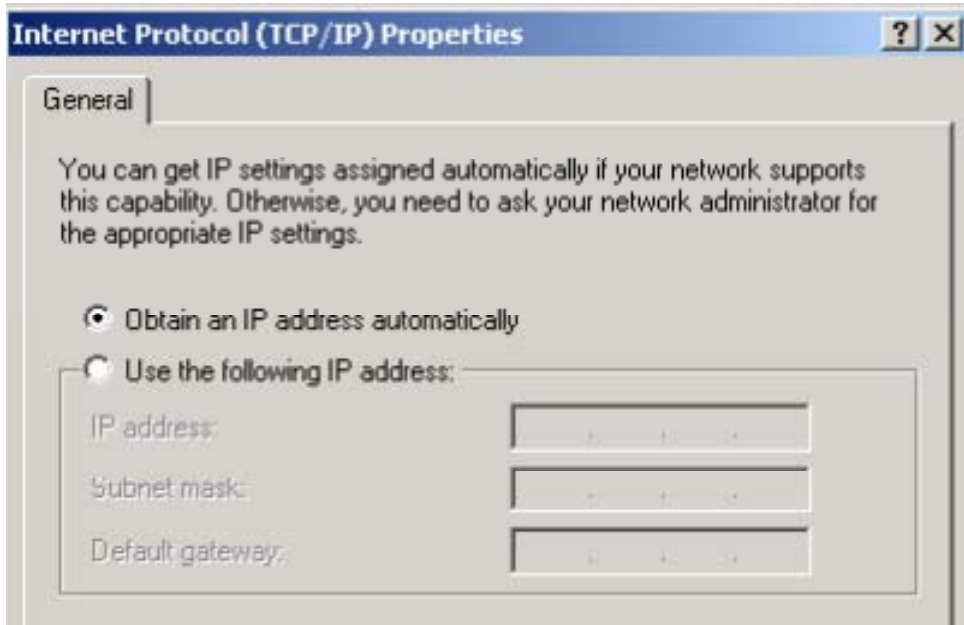 Internet Protocol (TCP/IP) Properties
General
You can get IP settings assigned automatically if your network supports
this capability. Otherwise, you need to ask your network administrator for
the appropriate IP settings.
Obtain an IP address automatically
Use the following IP address:
IP address:
Subnet mask:
Default gateway: